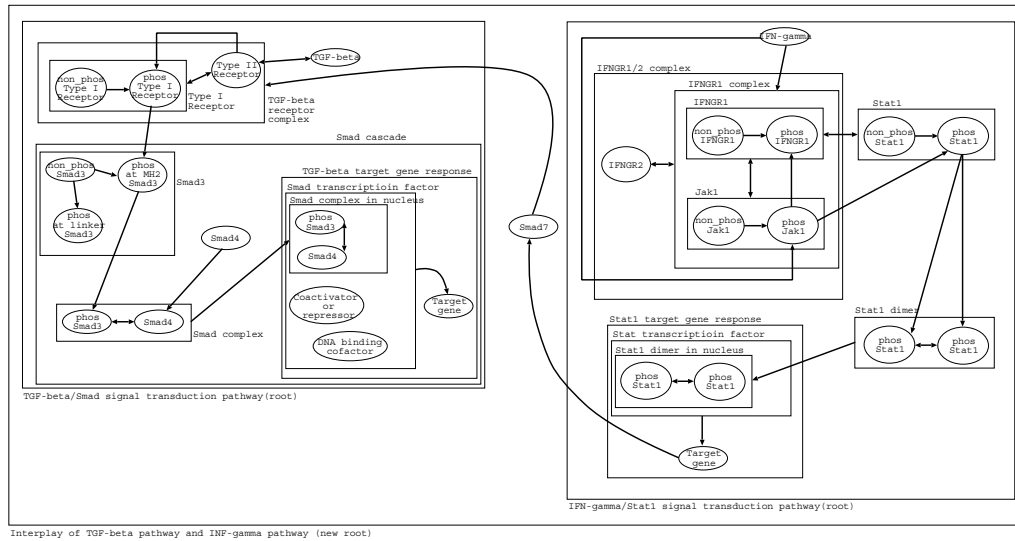 IFN-gamma
Type II
Receptor
TGF-beta
non_phos
Type I
Receptor
phos
Type I
Receptor
Type I
Receptor
TGF-beta
receptor
complex
Smad cascade
non_phos
Smad3
phos
at MH2
Smad3
phos
at linker
Smad3
Smad3
Smad4
phos
Smad3
Smad4
Smad complex
TGF-beta target gene response
Smad transcriptioin factor
Smad complex in nucleus
phos
Smad3
Smad4
Coactivator
or
repressor
DNA binding
cofactor
Target
gene
TGF-beta/Smad signal transduction pathway(root)
Smad7
IFNGR1/2 complex
IFNGR1 complex
IFNGR1
non_phos
IFNGR1
phos
IFNGR1
IFNGR2
Jak1
non_phos
Jak1
phos
Jak1
Stat1
non_phos
Stat1
phos
Stat1
Stat1 dimer
phos
Stat1
phos
Stat1
Stat1 target gene response
Stat transcriptioin factor
Stat1 dimer in nucleus
phos
Stat1
phos
Stat1
Target
gene
IFN-gamma/Stat1 signal transduction pathway(root)
Interplay of TGF-beta pathway and INF-gamma pathway (new root)